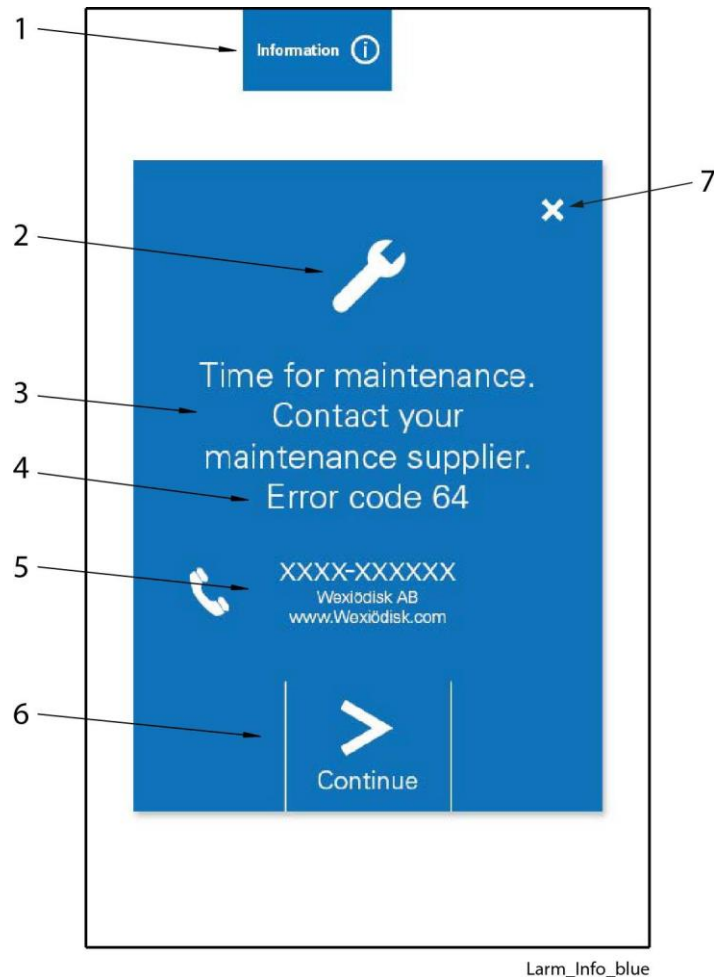 1
Information i
7
2
3
Time for maintenance.
Contact your
maintenance supplier.
4
Error code 64
5
XXXX-XXXXXX
Wexiödisk AB
www.Wexiödisk.com
6
Continue
Larm_Info_blue